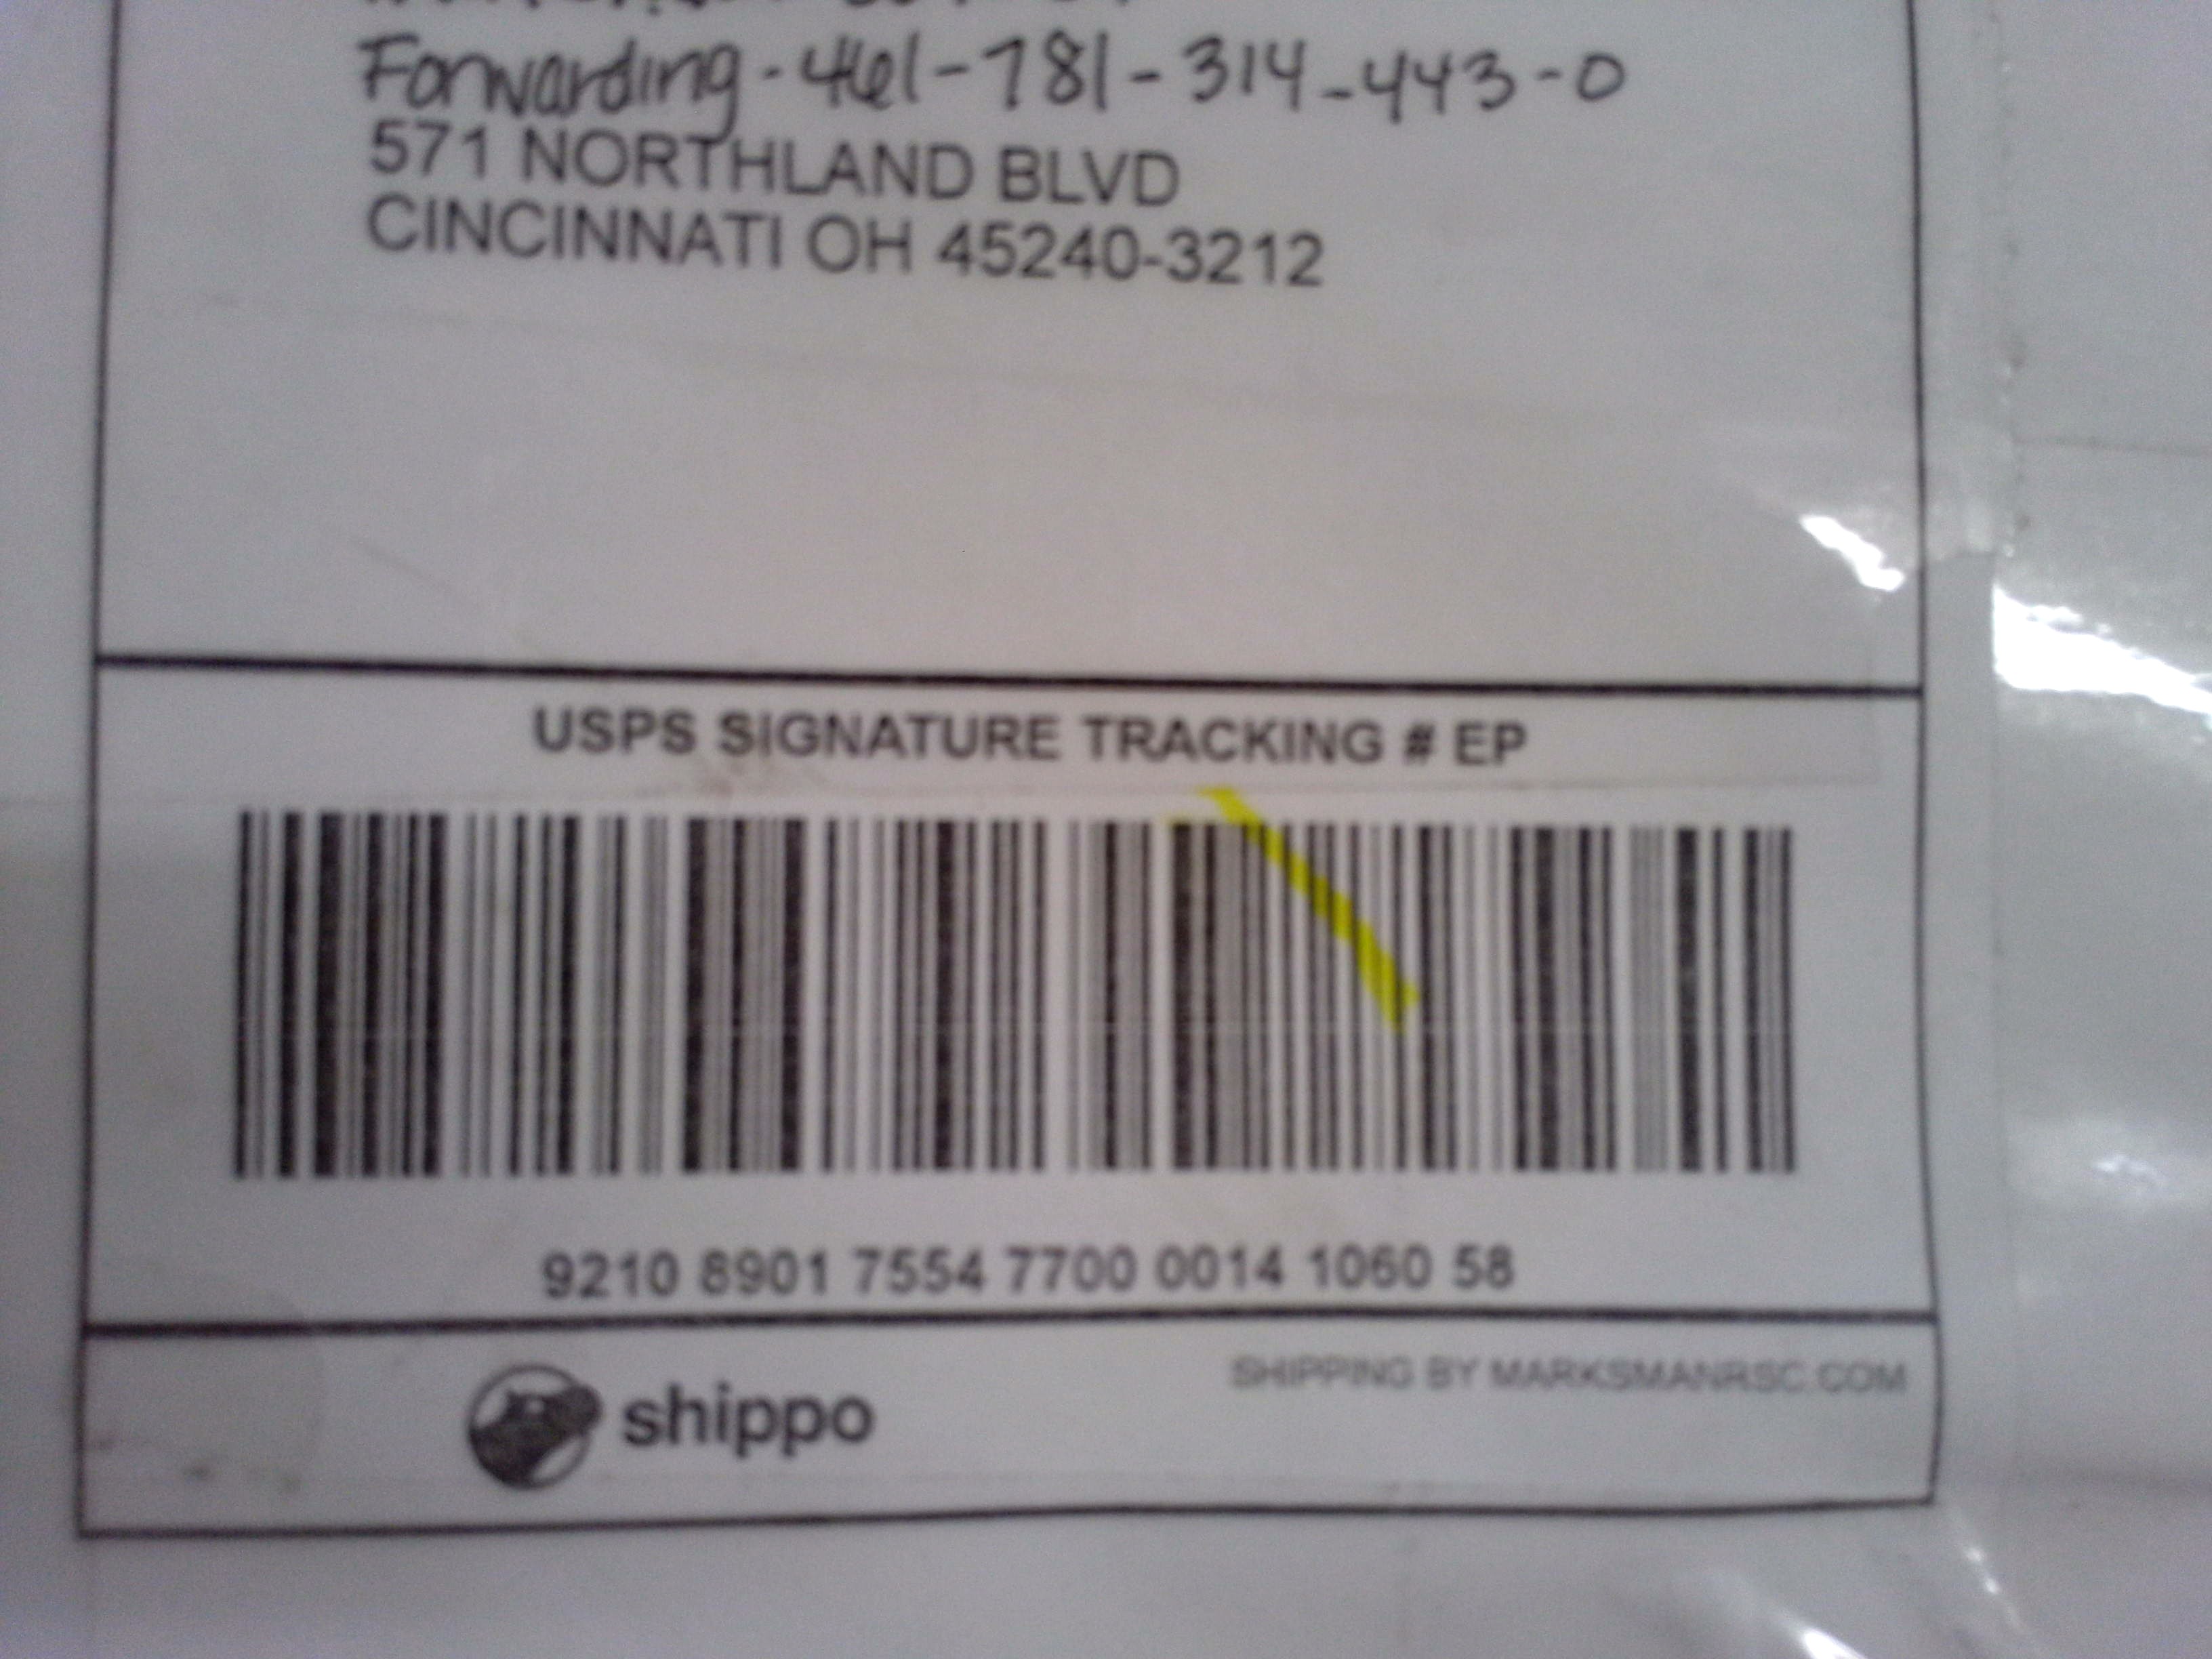 Forwarding - 461-781-314-443-0
571 NORTHLAND BLVD
CINCINNATI OH 45240-3212
USPS SIGNATURE TRACKING # EP
9210 8901 7554 7700 0014 1060 58
shippo
SHIPPING BY MARKSMANRSC.COM